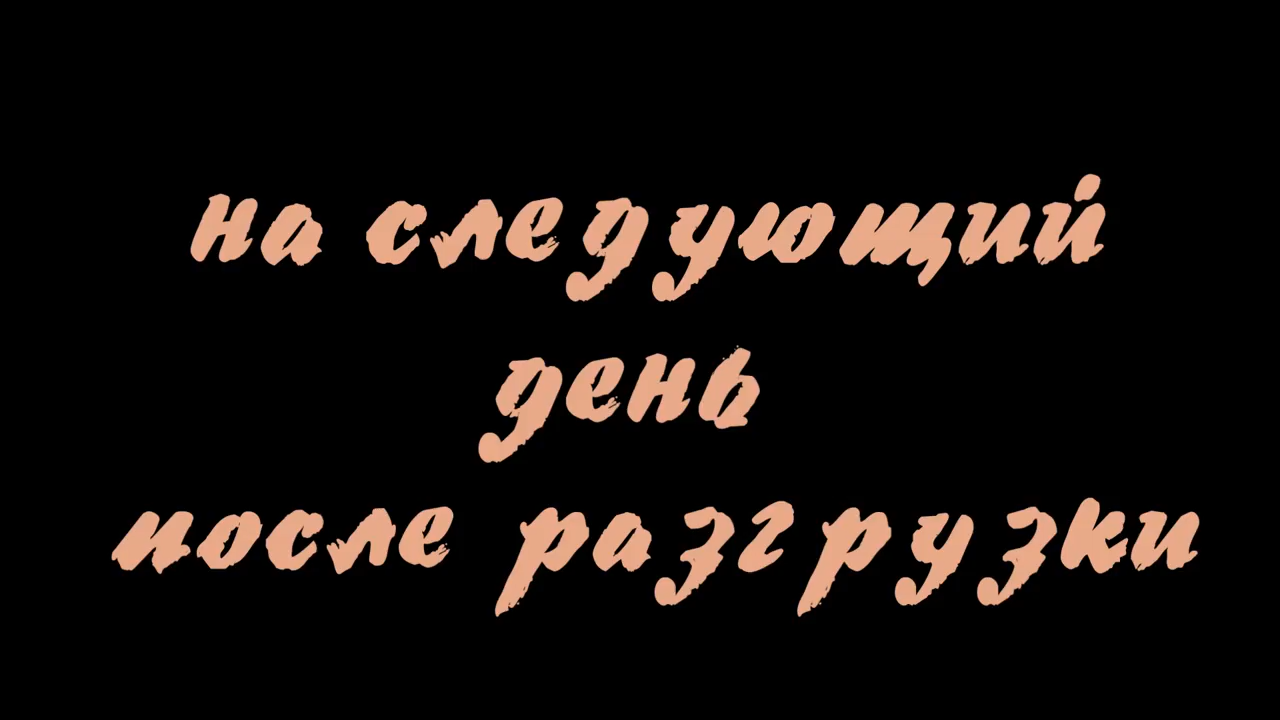 на следующий
день
после разгрузки